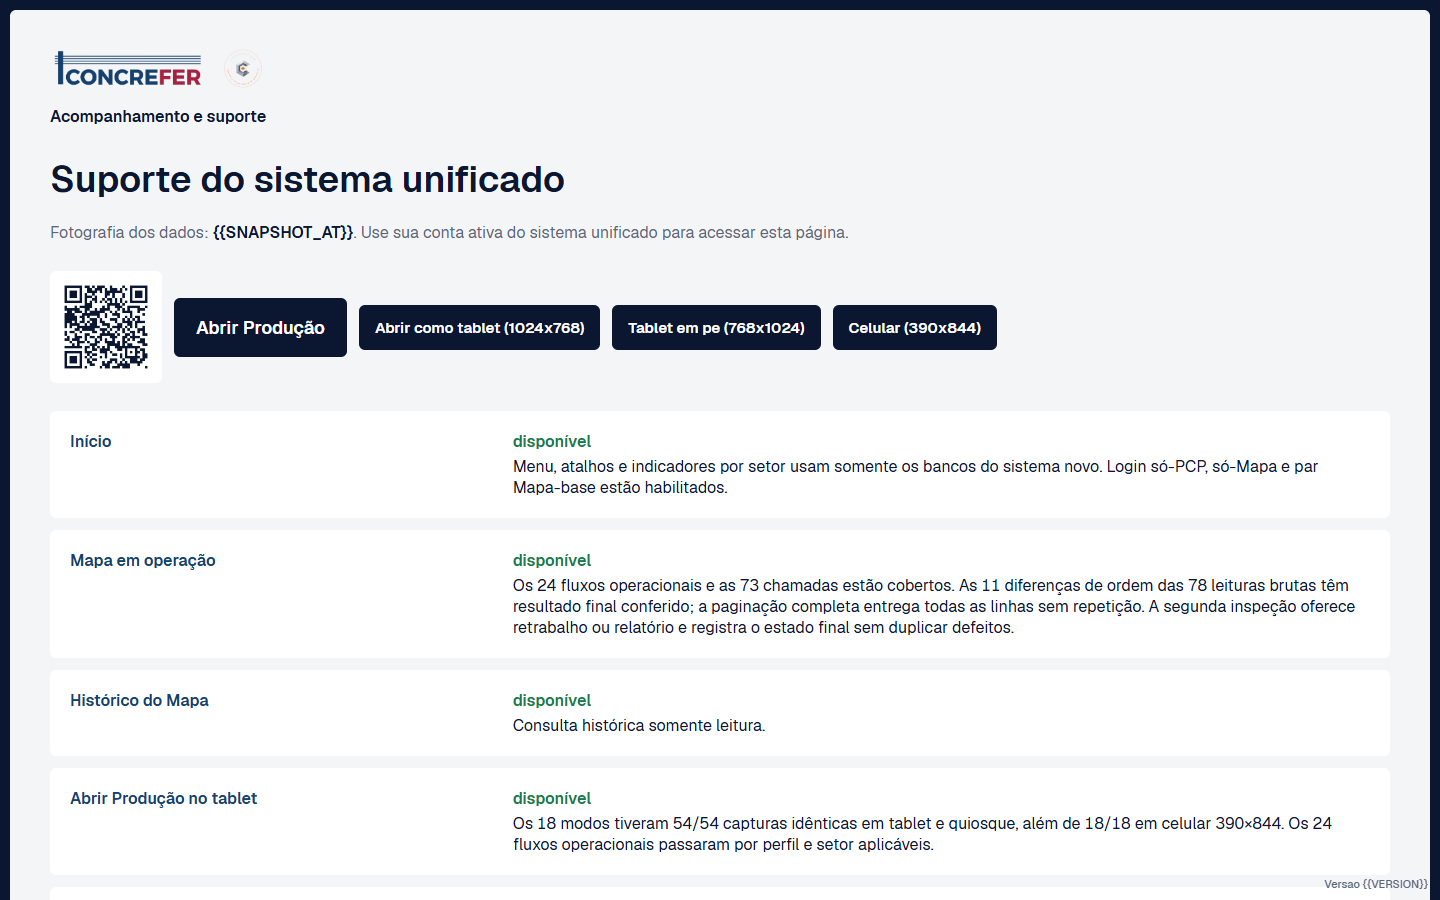 CONCREFER
Acompanhamento e suporte
Suporte do sistema unificado
Fotografia dos dados: {{SNAPSHOT_AT}}. Use sua conta ativa do sistema unificado para acessar esta página.
Abrir Produção
Abrir como tablet (1024x768)
Tablet em pe (768x1024)
Celular (390x844)
Início
disponível
Menu, atalhos e indicadores por setor usam somente os bancos do sistema novo. Login só-PCP, só-Mapa e par
Mapa-base estão habilitados.
Mapa em operação
disponível
Os 24 fluxos operacionais e as 73 chamadas estão cobertos. As 11 diferenças de ordem das 78 leituras brutas têm
resultado final conferido; a paginação completa entrega todas as linhas sem repetição. A segunda inspeção oferece
retrabalho ou relatório e registra o estado final sem duplicar defeitos.
Histórico do Mapa
disponível
Consulta histórica somente leitura.
Abrir Produção no tablet
disponível
Os 18 modos tiveram 54/54 capturas idênticas em tablet e quiosque, além de 18/18 em celular 390×844. Os 24
fluxos operacionais passaram por perfil e setor aplicáveis.
Versao {{VERSION}}